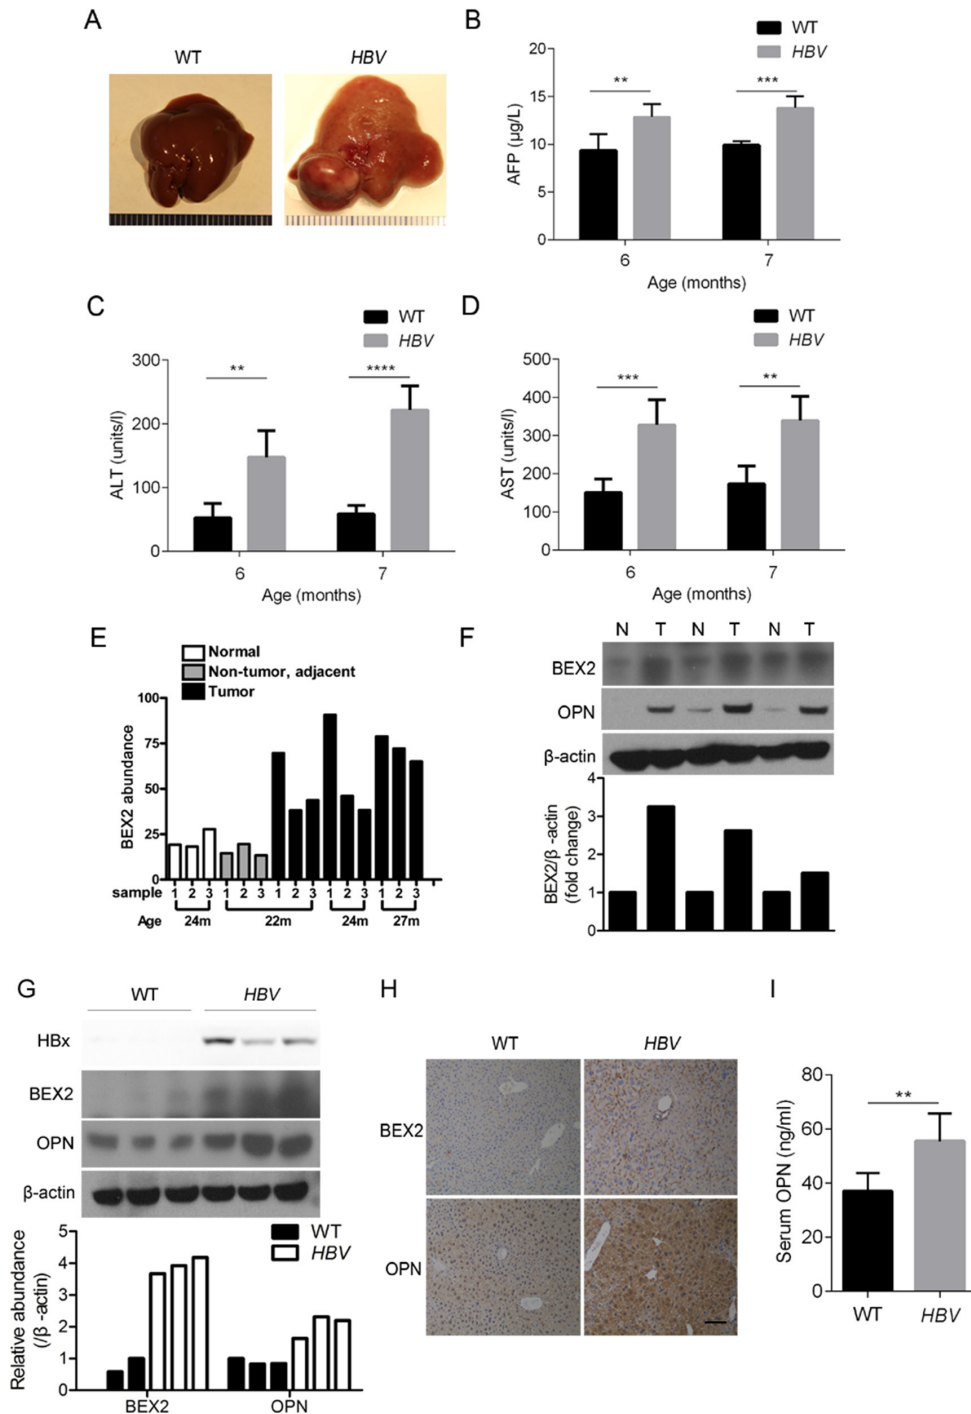 A
WT
HBV
B
WT
HBV
20
15
10
5
0
AFP (µg/L)
**
***
6
7
Age (months)
C
WT
HBV
300
200
100
0
ALT (units/l)
**
****
6
7
Age (months)
D
WT
HBV
500
400
300
200
100
0
AST (units/l)
***
**
6
7
Age (months)
E
Normal
Non-tumor, adjacent
Tumor
100
75
50
25
0
BEX2 abundance
sample 1 2 3 1 2 3 1 2 3 1 2 3 1 2 3
Age 24m 22m 24m 27m
F
N T N T N T
BEX2
OPN
β-actin
4
3
2
1
0
BEX2/β -actin
(fold change)
G
WT HBV
HBx
BEX2
OPN
β-actin
WT
HBV
5
4
3
2
1
0
Relative abundance
(/β -actin)
BEX2 OPN
H
WT HBV
BEX2
OPN
I
80
60
40
20
0
Serum OPN (ng/ml)
**
WT
HBV